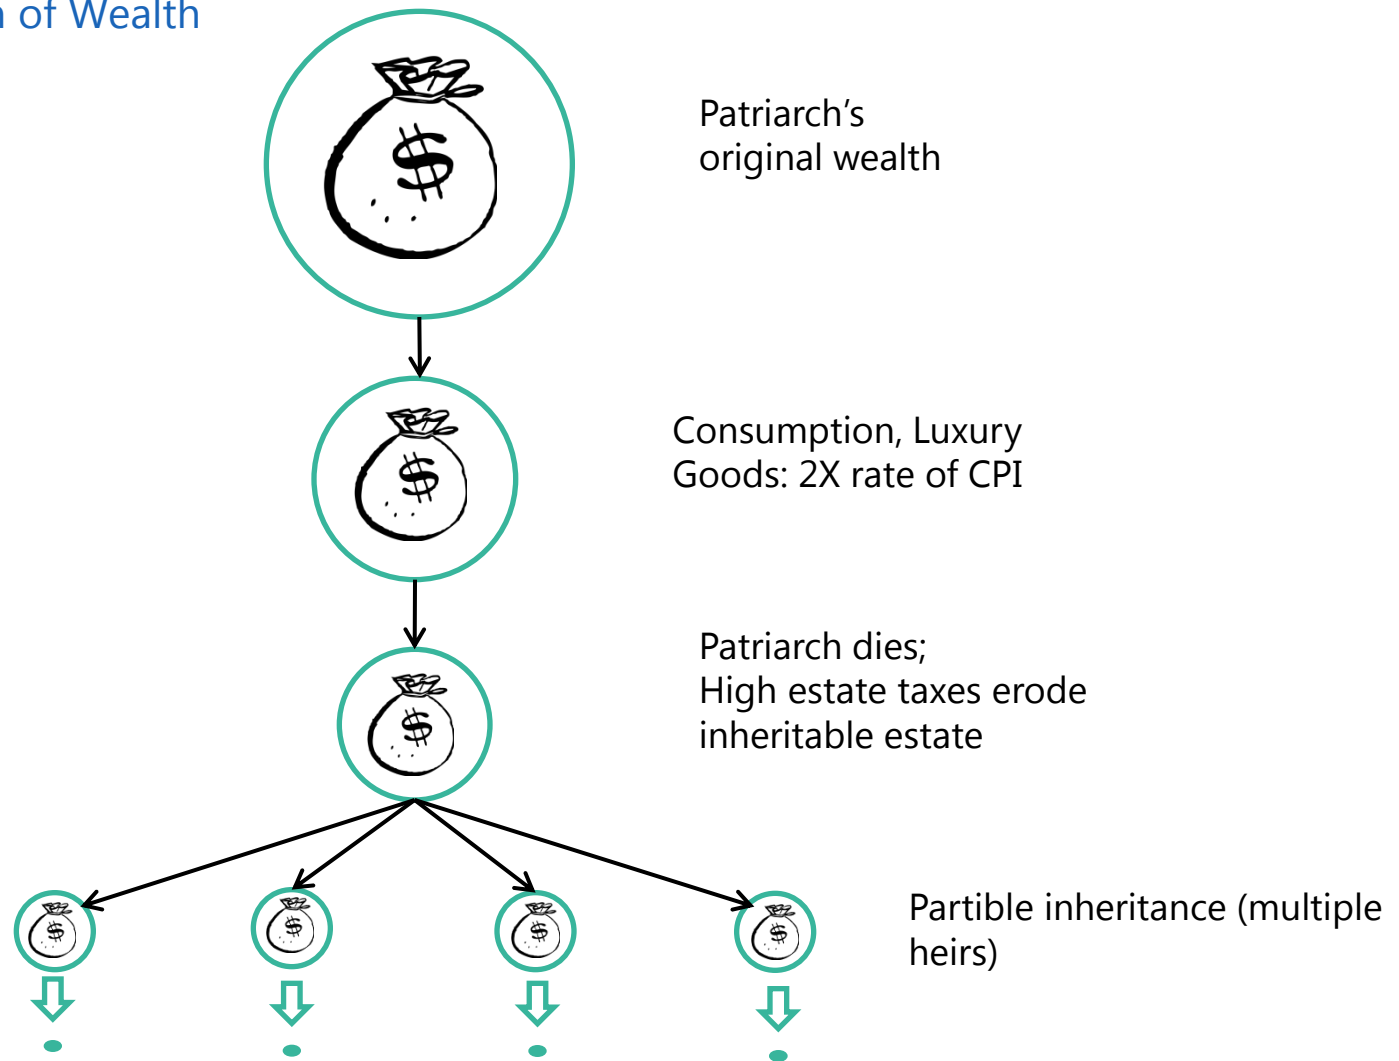 of Wealth
Patriarch’s
original wealth
Consumption, Luxury
Goods: 2X rate of CPI
Patriarch dies;
High estate taxes erode
inheritable estate
Partible inheritance (multiple
heirs)
$
$
$
$
$
$
$